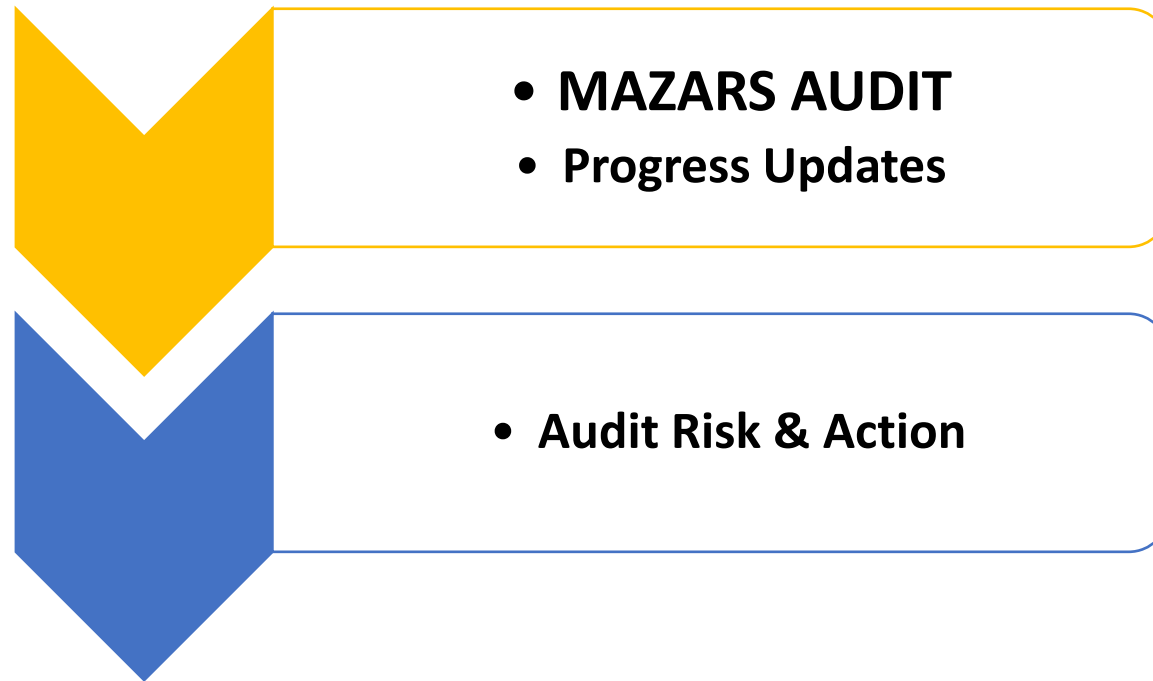 • MAZARS AUDIT
• Progress Updates
• Audit Risk & Action